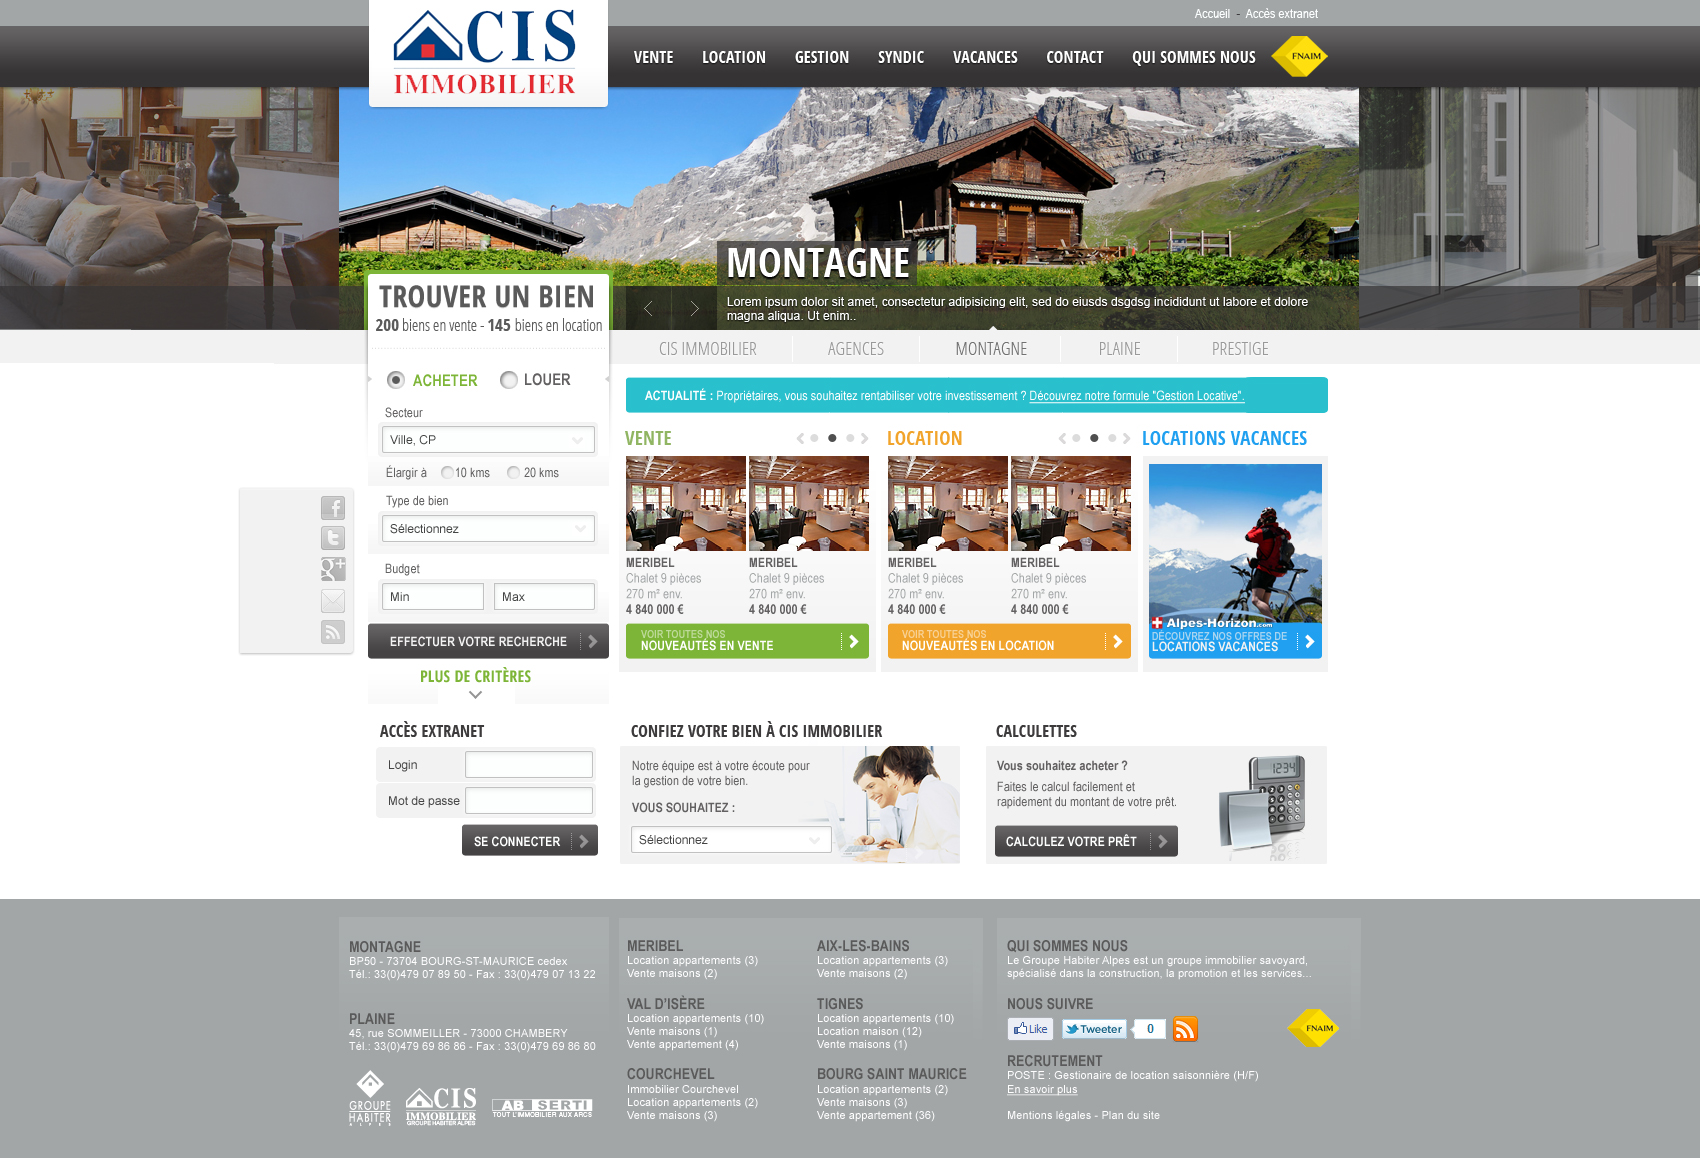 Accueil - Accès extranet
CIS
IMMOBILIER
VENTE LOCATION GESTION SYNDIC VACANCES CONTACT QUI SOMMES NOUS
FNAIM
RESTAURANT
MONTAGNE
Lorem ipsum dolor sit amet, consectetur adipisicing elit, sed do eiusds dsgdsg incididunt ut labore et dolore
magna aliqua. Ut enim..
CIS IMMOBILIER AGENCES MONTAGNE PLAINE PRESTIGE
TROUVER UN BIEN
200 biens en vente - 145 biens en location
ACHETER LOUER
Secteur
Ville, CP
Élargir à 10 kms 20 kms
Type de bien
Sélectionnez
Budget
Min Max
EFFECTUER VOTRE RECHERCHE
PLUS DE CRITÈRES
ACTUALITÉ : Propriétaires, vous souhaitez rentabiliser votre investissement ? Découvrez notre formule "Gestion Locative".
VENTE
MERIBEL
Chalet 9 pièces
270 m² env.
4 840 000 €
MERIBEL
Chalet 9 pièces
270 m² env.
4 840 000 €
VOIR TOUTES NOS
NOUVEAUTÉS EN VENTE
LOCATION
MERIBEL
Chalet 9 pièces
270 m² env.
4 840 000 €
MERIBEL
Chalet 9 pièces
270 m² env.
4 840 000 €
VOIR TOUTES NOS
NOUVEAUTÉS EN LOCATION
LOCATIONS VACANCES
Alpes-Horizon.com
DÉCOUVREZ NOS OFFRES DE
LOCATIONS VACANCES
ACCÈS EXTRANET
Login
Mot de passe
SE CONNECTER
CONFIEZ VOTRE BIEN À CIS IMMOBILIER
Notre équipe est à votre écoute pour
la gestion de votre bien.
VOUS SOUHAITEZ :
Sélectionnez
CALCULETTES
Vous souhaitez acheter ?
Faites le calcul facilement et
rapidement du montant de votre prêt.
CALCULEZ VOTRE PRÊT
1234
MONTAGNE
BP50 - 73704 BOURG-ST-MAURICE cedex
Tél.: 33(0)479 07 89 50 - Fax : 33(0)479 07 13 22
PLAINE
45, rue SOMMEILLER - 73000 CHAMBERY
Tél.: 33(0)479 69 86 86 - Fax : 33(0)479 69 86 80
GROUPE
HABITER
ALPES
CIS
IMMOBILIER
GROUPE HABITER ALPES
AB SERTI
TOUT L'IMMOBILIER AUX ARCS
MERIBEL
Location appartements (3)
Vente maisons (2)
VAL D'ISÈRE
Location appartements (10)
Vente maisons (1)
Vente appartement (4)
COURCHEVEL
Immobilier Courchevel
Location appartements (2)
Vente maisons (3)
AIX-LES-BAINS
Location appartements (3)
Vente maisons (2)
TIGNES
Location appartements (10)
Location maison (12)
Vente maisons (1)
BOURG SAINT MAURICE
Location appartements (2)
Vente maisons (3)
Vente appartement (36)
QUI SOMMES NOUS
Le Groupe Habiter Alpes est un groupe immobilier savoyard,
spécialisé dans la construction, la promotion et les services...
NOUS SUIVRE
Like Tweeter 0
FNAIM
RECRUTEMENT
POSTE : Gestionaire de location saisonnière (H/F)
En savoir plus
Mentions légales - Plan du site